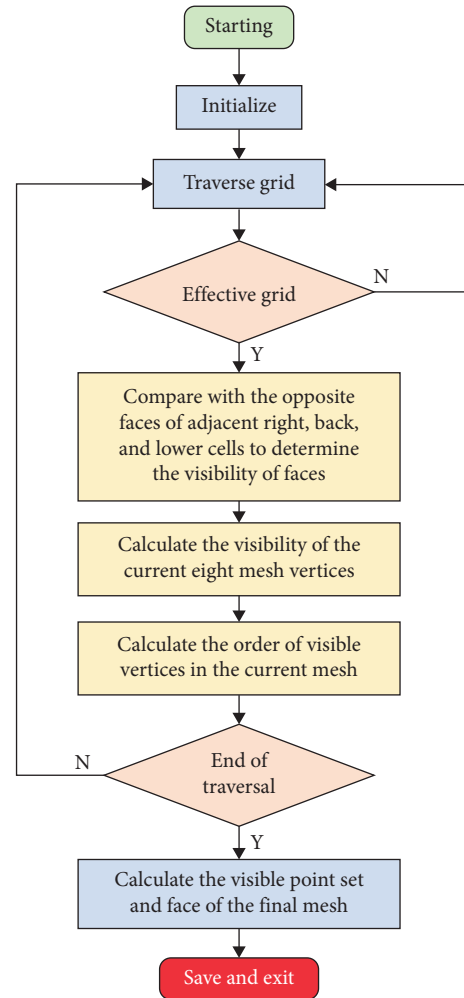 Starting
Initialize
Traverse grid
Effective grid
N
Y
Compare with the opposite
faces of adjacent right, back,
and lower cells to determine
the visibility of faces
Calculate the visibility of the
current eight mesh vertices
Calculate the order of visible
vertices in the current mesh
End of
traversal
N
Y
Calculate the visible point set
and face of the final mesh
Save and exit